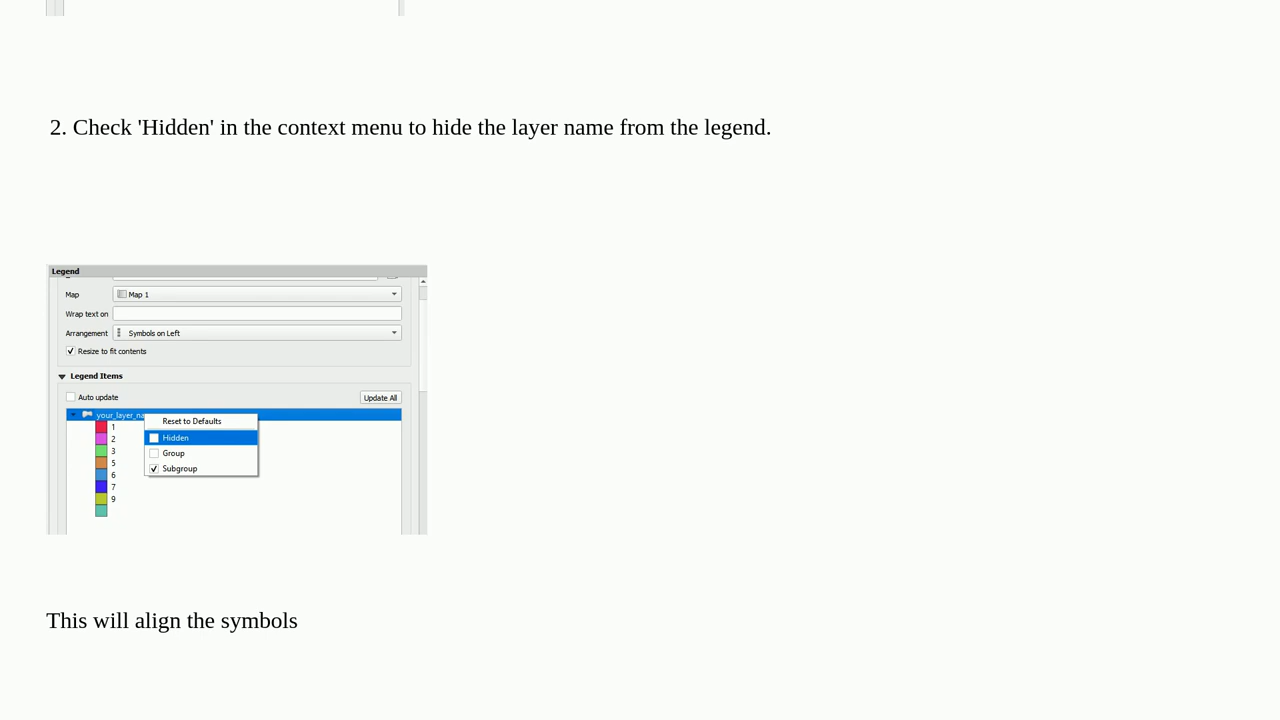 2. Check 'Hidden' in the context menu to hide the layer name from the legend.
Legend
Map Map 1
Wrap text on
Arrangement Symbols on Left
Resize to fit contents
Legend Items
Auto update Update All
your_layer_na
Reset to Defaults
1
2 Hidden
3 Group
5 Subgroup
6
7
9
This will align the symbols